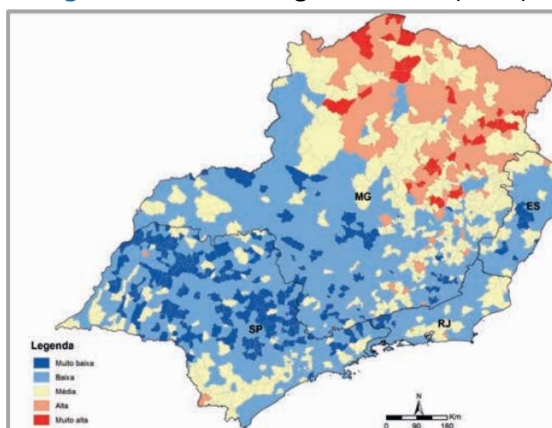 MG
ES
SP
RJ
Legenda
Muito baixa
Baixa
Média
Alta
Muito alta
N
Km
0 90 180